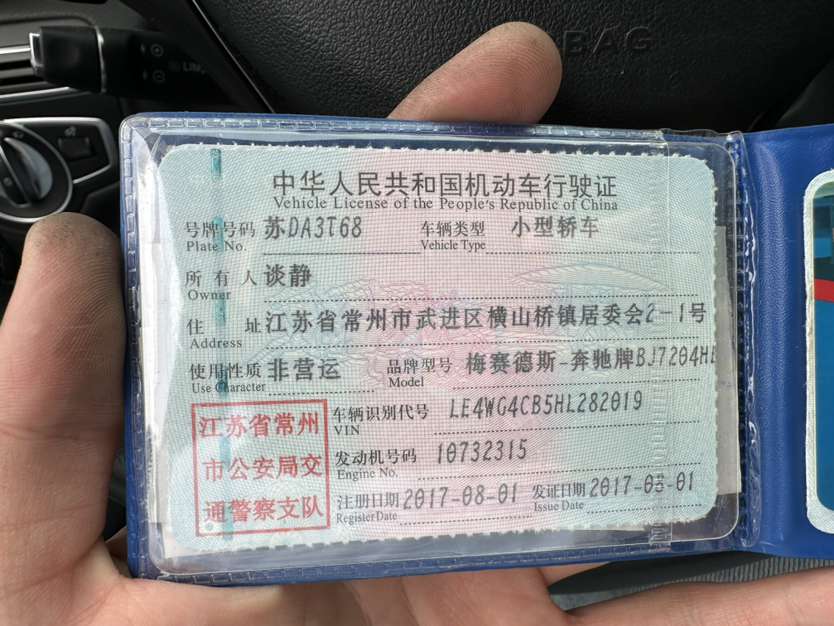 BAG
LIM
中华人民共和国机动车行驶证
Vehicle License of the People's Republic of China
号牌号码 苏DA3T68 车辆类型 小型轿车
Plate No. Vehicle Type
所有人 谈静
Owner
住址 江苏省常州市武进区横山桥镇居委会2-1号
Address
使用性质 非营运 品牌型号 梅赛德斯-奔驰牌BJ7204H
Use Character Model
江苏省常州 车辆识别代号 LE4WG4CB5HL282019
VIN
市公安局交 发动机号码 10732315
Engine No.
通警察支队 注册日期 2017-08-01 发证日期 2017-08-01
Register Date Issue Date